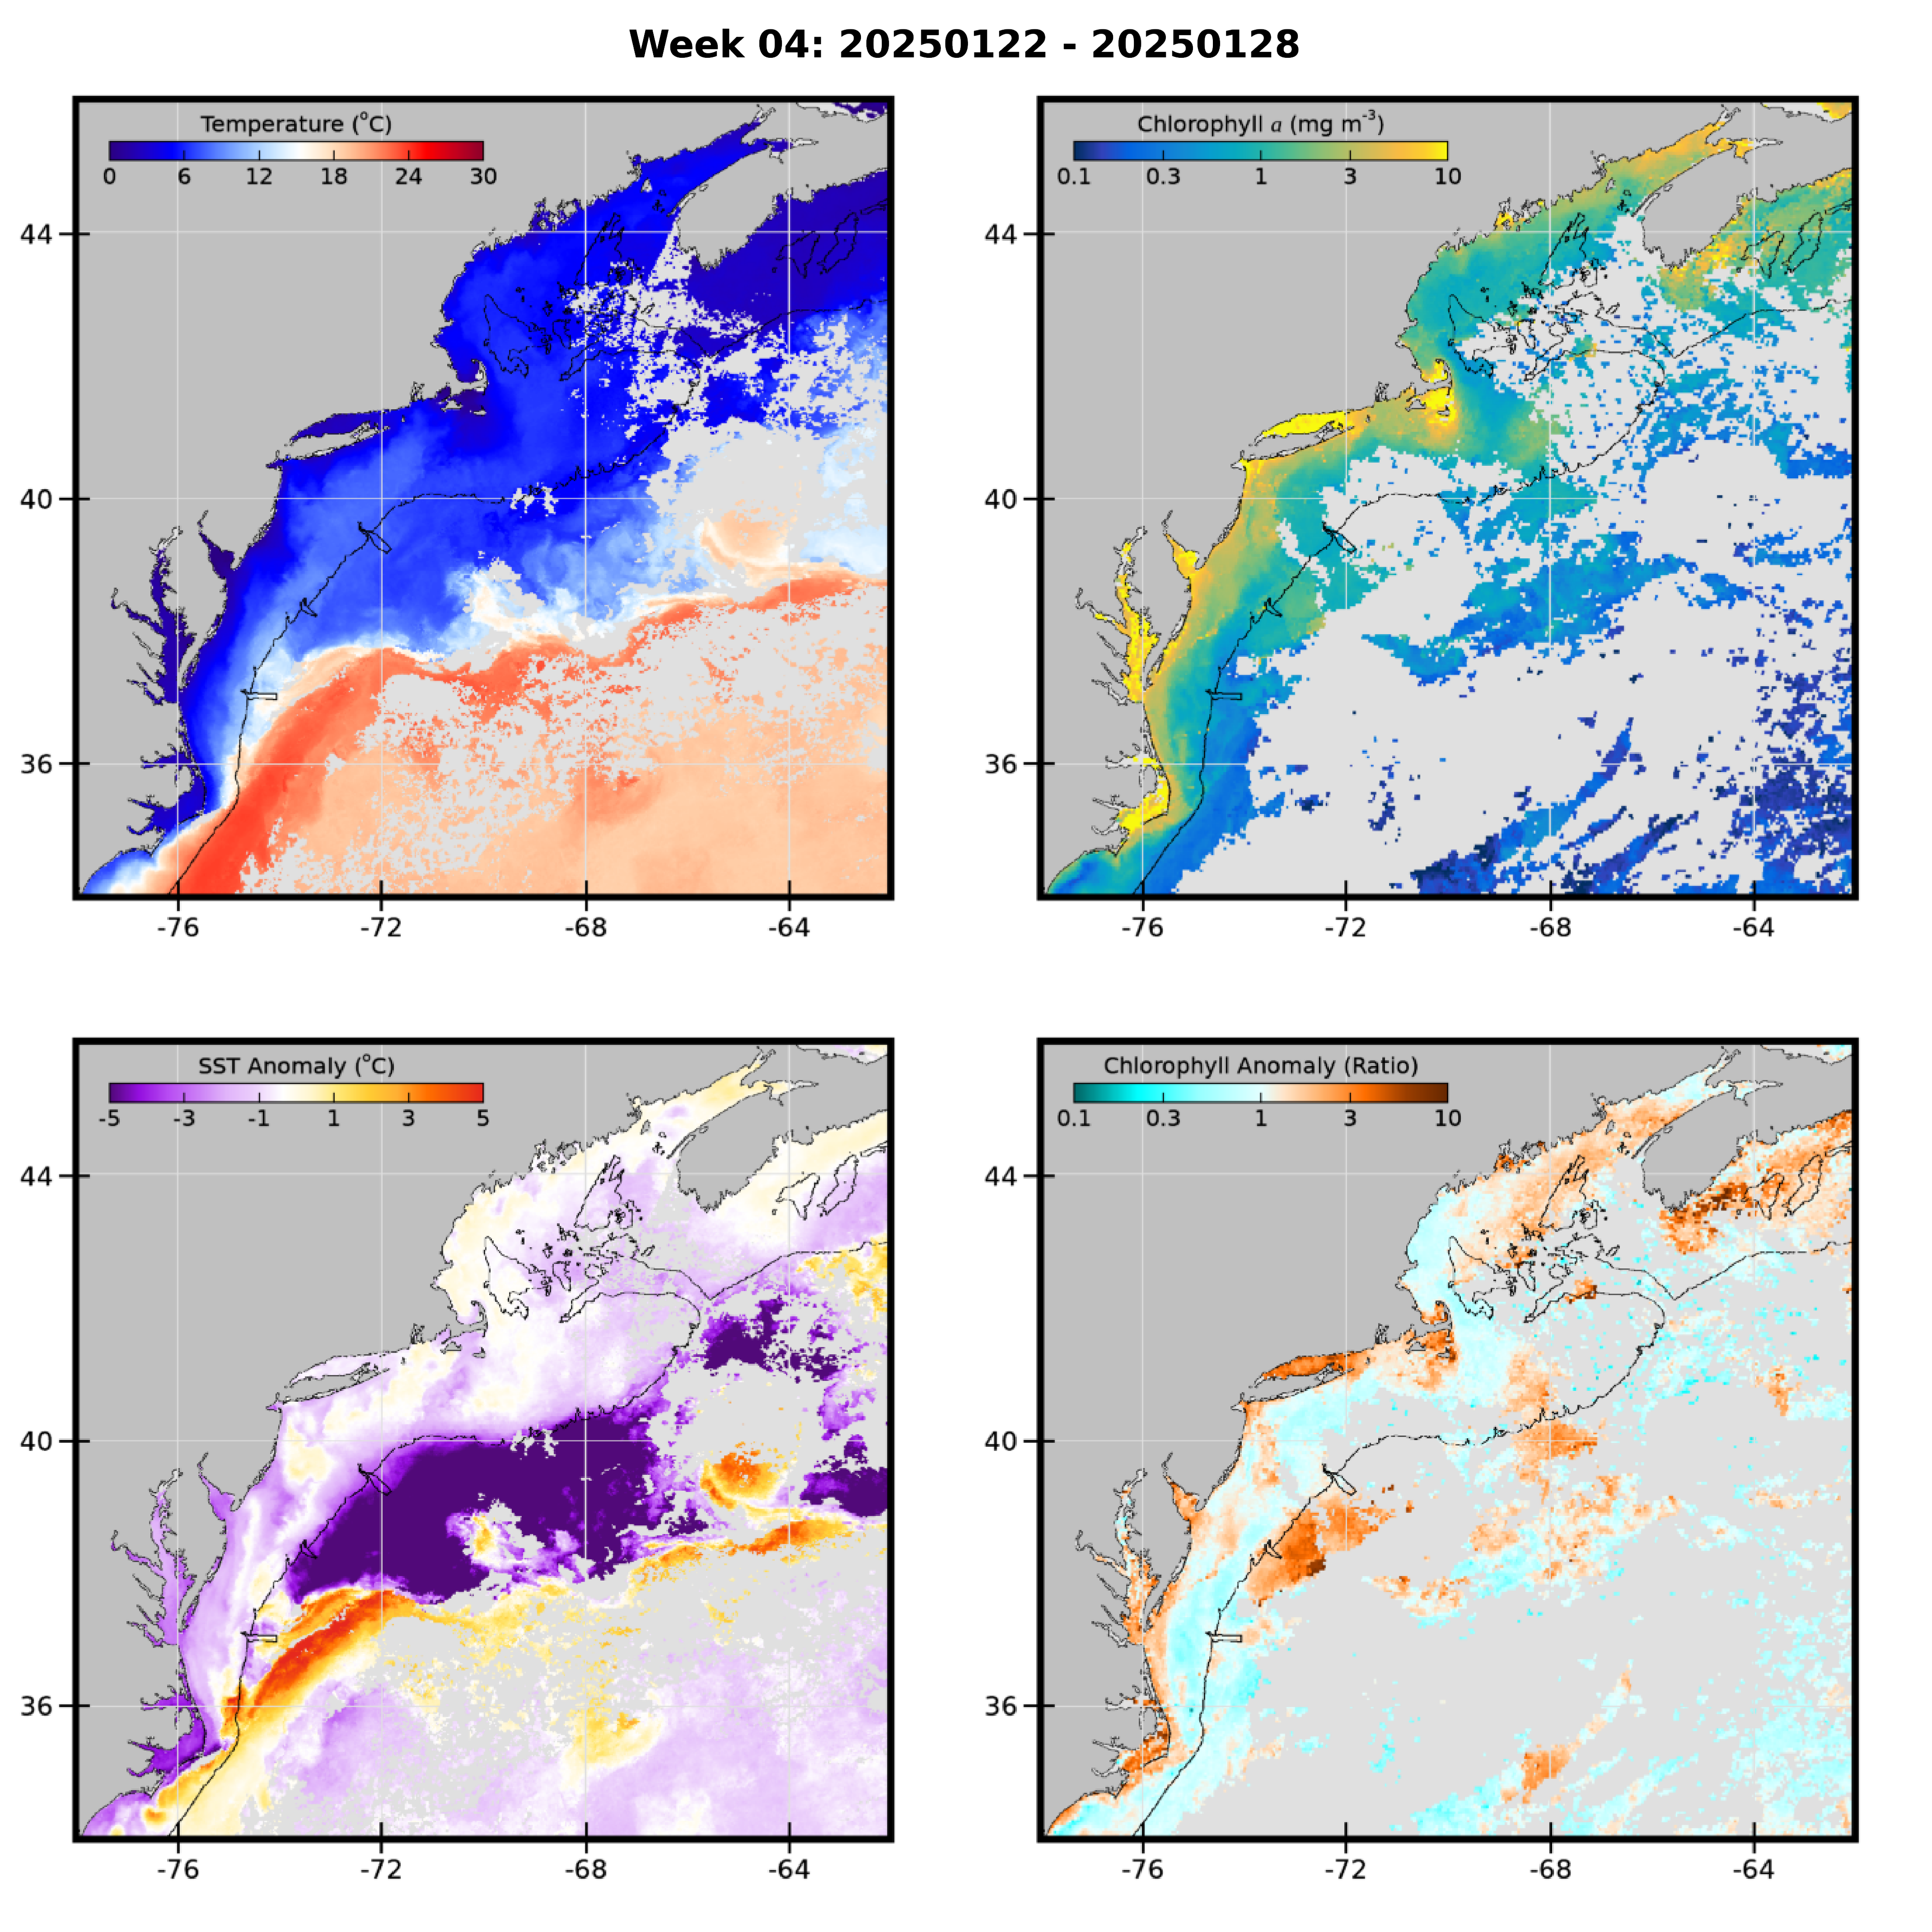 Week 04: 20250122 - 20250128
Temperature (°C)
0 6 12 18 24 30
44
40
36
-76 -72 -68 -64
Chlorophyll a (mg m-3)
0.1 0.3 1 3 10
44
40
36
-76 -72 -68 -64
SST Anomaly (°C)
-5 -3 -1 1 3 5
44
40
36
-76 -72 -68 -64
Chlorophyll Anomaly (Ratio)
0.1 0.3 1 3 10
44
40
36
-76 -72 -68 -64